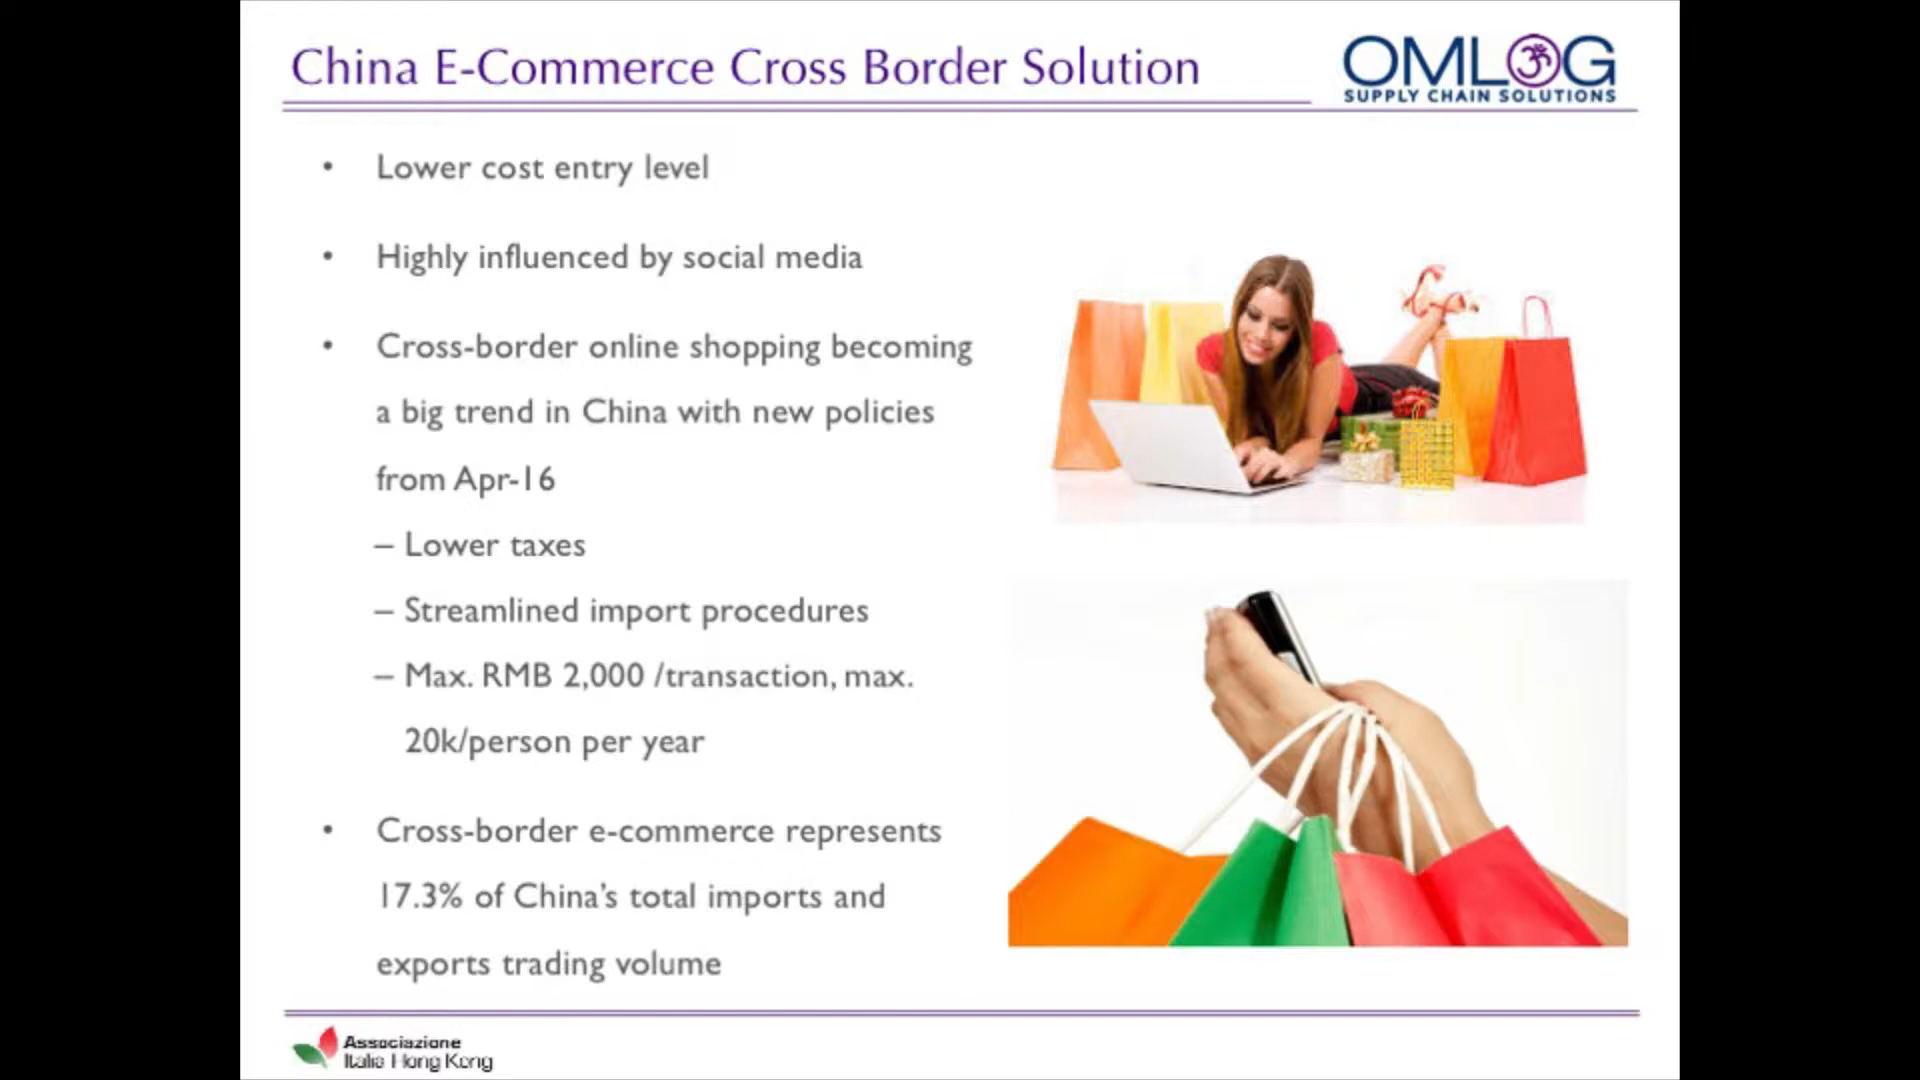 China E-Commerce Cross Border Solution
OMLOG
SUPPLY CHAIN SOLUTIONS
• Lower cost entry level
• Highly influenced by social media
• Cross-border online shopping becoming
a big trend in China with new policies
from Apr-16
– Lower taxes
– Streamlined import procedures
– Max. RMB 2,000 /transaction, max.
20k/person per year
• Cross-border e-commerce represents
17.3% of China’s total imports and
exports trading volume
Associazione
Italia Hong Kong